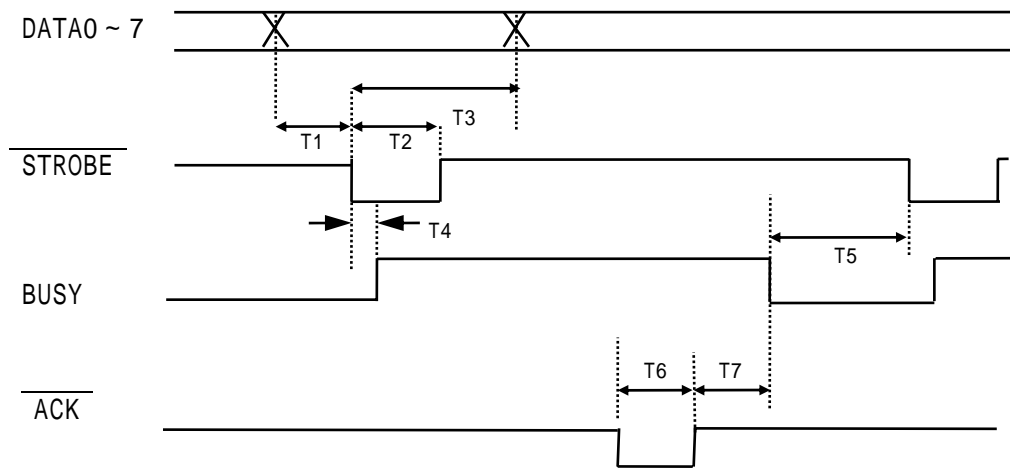 DATA0 ~ 7
T3
T1 T2
STROBE
T4
T5
BUSY
T6 T7
ACK